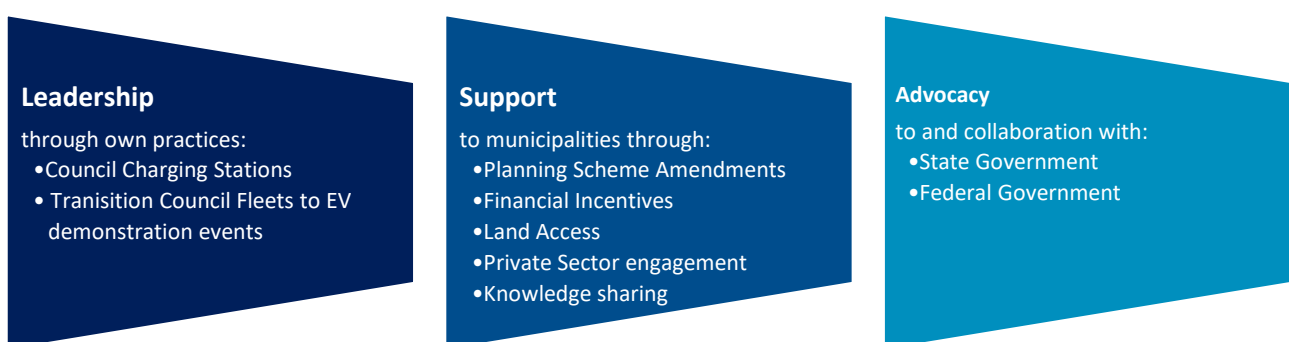 Leadership
through own practices:
•Council Charging Stations
• Tranisition Council Fleets to EV
demonstration events
Support
to municipalities through:
•Planning Scheme Amendments
•Financial Incentives
•Land Access
•Private Sector engagement
•Knowledge sharing
Advocacy
to and collaboration with:
•State Government
•Federal Government